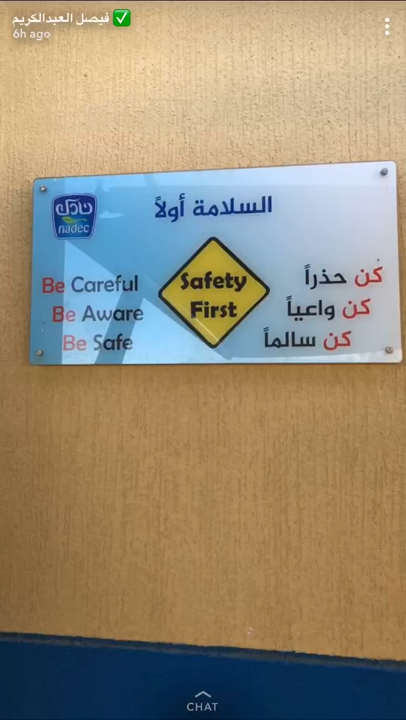 فيصل العبدالكريم ✅
6h ago
السلامة أولاً
نادك
nadec
Safety
First
Be Careful
Be Aware
Be Safe
كُن حذراً
كن واعياً
كن سالماً
CHAT